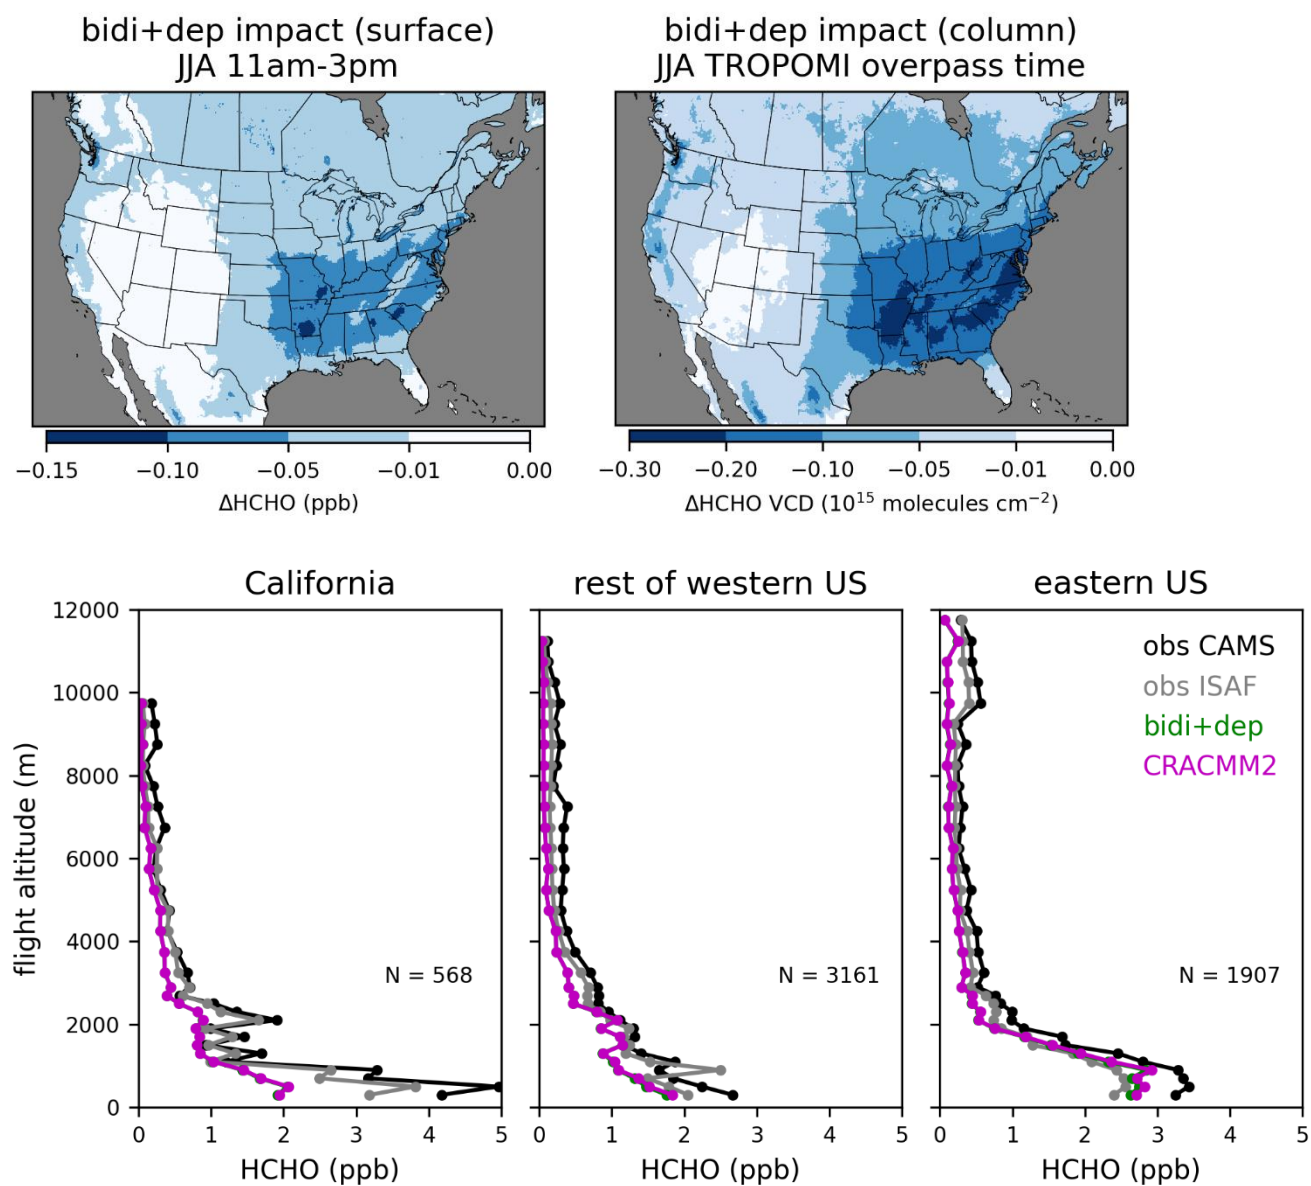 bidi+dep impact (surface)
JJA 11am-3pm
bidi+dep impact (column)
JJA TROPOMI overpass time
−0.15 −0.10 −0.05 −0.01 0.00
ΔHCHO (ppb)
−0.30 −0.20 −0.10 −0.05 −0.01 0.00
ΔHCHO VCD (10¹⁵ molecules cm⁻²)
California
rest of western US
eastern US
flight altitude (m)
12000
10000
8000
6000
4000
2000
0
N = 568
0 1 2 3 4 5
HCHO (ppb)
N = 3161
0 1 2 3 4 5
HCHO (ppb)
obs CAMS
obs ISAF
bidi+dep
CRACMM2
N = 1907
0 1 2 3 4 5
HCHO (ppb)